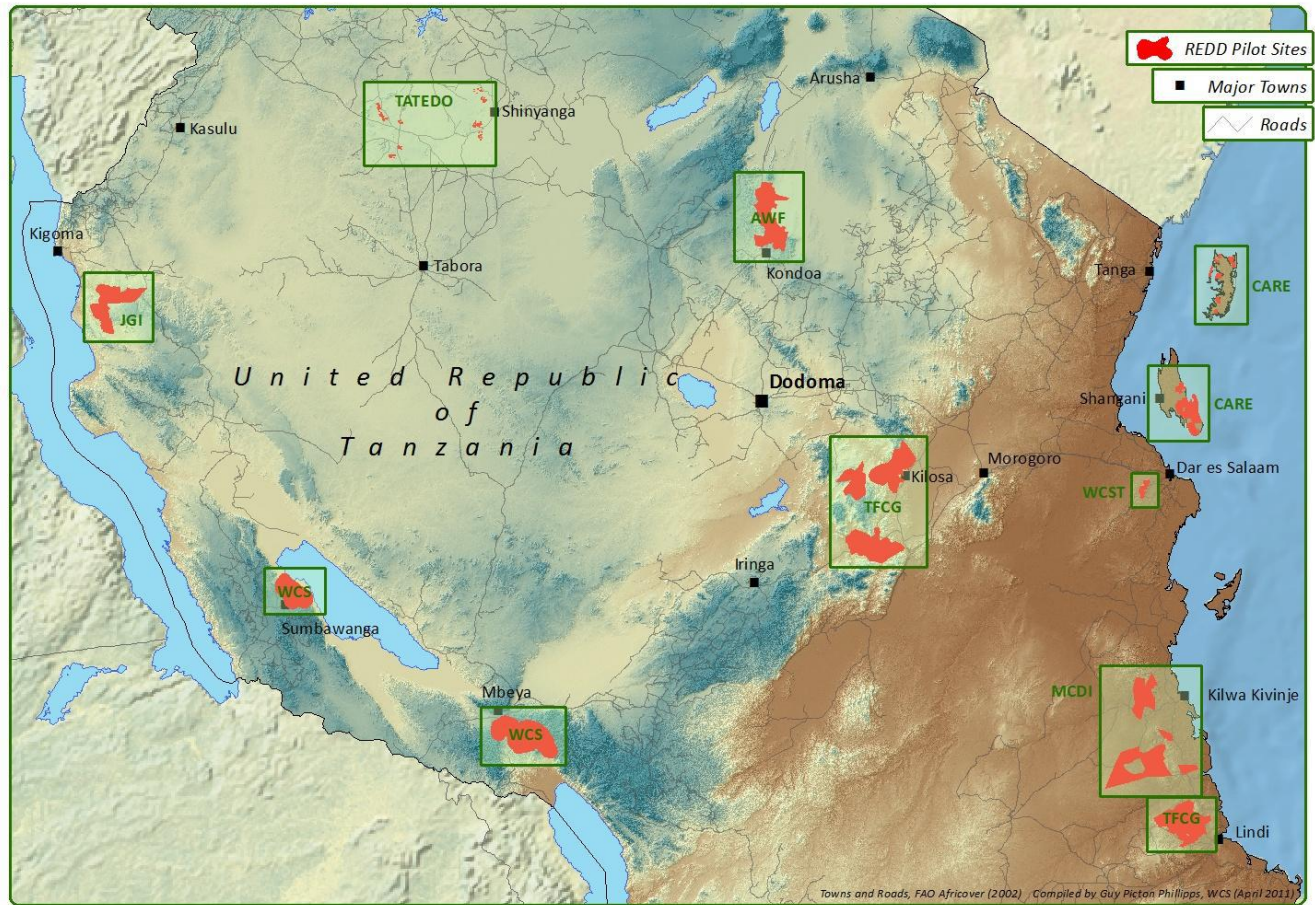 REDD Pilot Sites
Major Towns
Roads
Arusha
TATEDO
Shinyanga
Kasulu
AWF
Kigoma
Kondoa
Tabora
Tanga
CARE
JGI
United Republic
of
Tanzania
Dodoma
Shangani
CARE
Kilosa
Morogoro
Dar es Salaam
WCST
TFCG
Iringa
WCS
Sumbawanga
Mbeya
WCS
MCDI
Kilwa Kivinje
TFCG
Lindi
Towns and Roads, FAO Africover (2002) Compiled by Guy Picton Phillipps, WCS (April 2011)